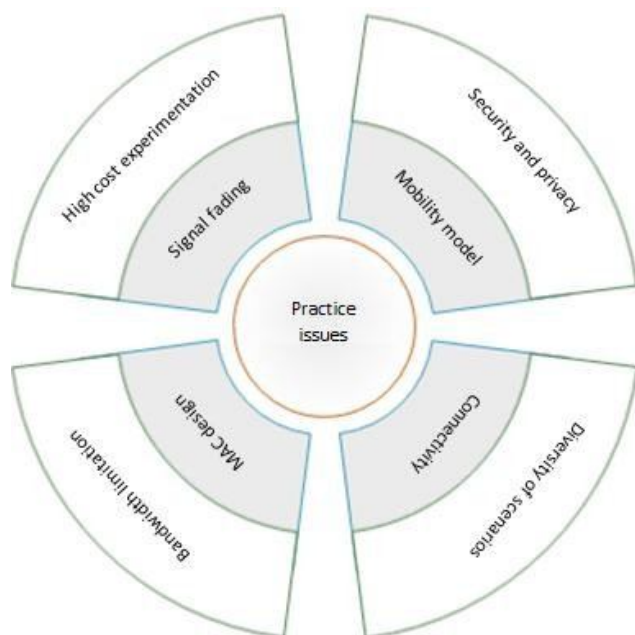 High cost experimentation
Security and privacy
Signal fading
Mobility model
Practice
issues
MAC design
Connectivity
Bandwidth limitation
Diversity of scenarios